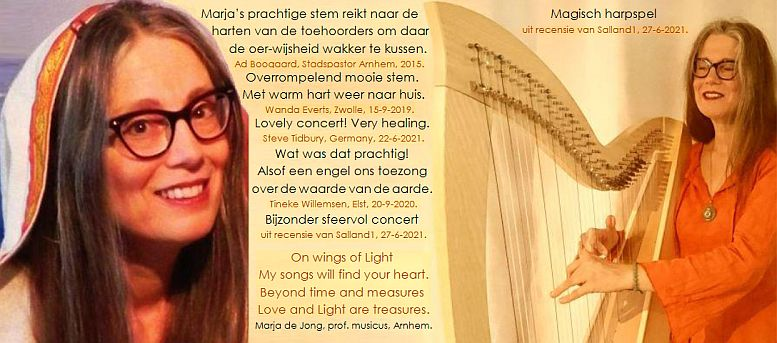 Marja's prachtige stem reikt naar de
harten van de toehoorders om daar
de oer-wijsheid wakker te kussen.
Ad Boogaard, Stadspastor Arnhem, 2015.
Overrompelend mooie stem.
Met warm hart weer naar huis.
Wanda Everts, Zwolle, 15-9-2019.
Lovely concert! Very healing.
Steve Tidbury, Germany, 22-6-2021.
Wat was dat prachtig!
Alsof een engel ons toezong
over de waarde van de aarde.
Tineke Willemsen, Elst, 20-9-2020.
Bijzonder sfeervol concert
uit recensie van Salland1, 27-6-2021.
On wings of Light
My songs will find your heart.
Beyond time and measures
Love and Light are treasures.
Marja de Jong, prof. musicus, Arnhem.
Magisch harpspel
uit recensie van Salland1, 27-6-2021.